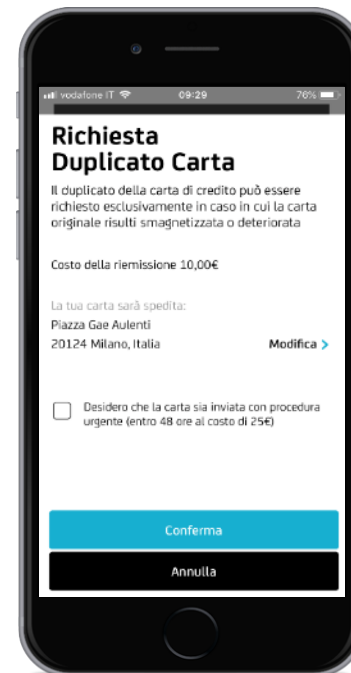 vodafone IT 09:29 76%
Richiesta
Duplicato Carta
Il duplicato della carta di credito può essere
richiesto esclusivamente in caso in cui la carta
originale risulti smagnetizzata o deteriorata
Costo della riemissione 10,00€
La tua carta sarà spedita:
Piazza Gae Aulenti
20124 Milano, Italia Modifica >
Desidero che la carta sia inviata con procedura
urgente (entro 48 ore al costo di 25€)
Conferma
Annulla